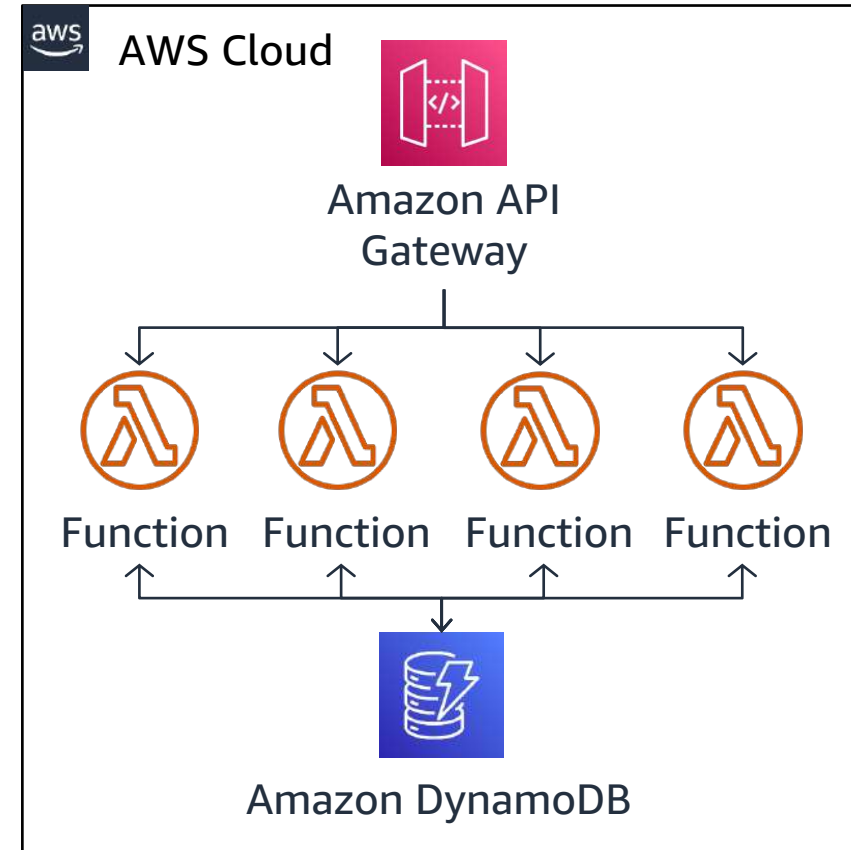 aws
AWS Cloud
</>
Amazon API
Gateway
Function Function Function Function
Amazon DynamoDB